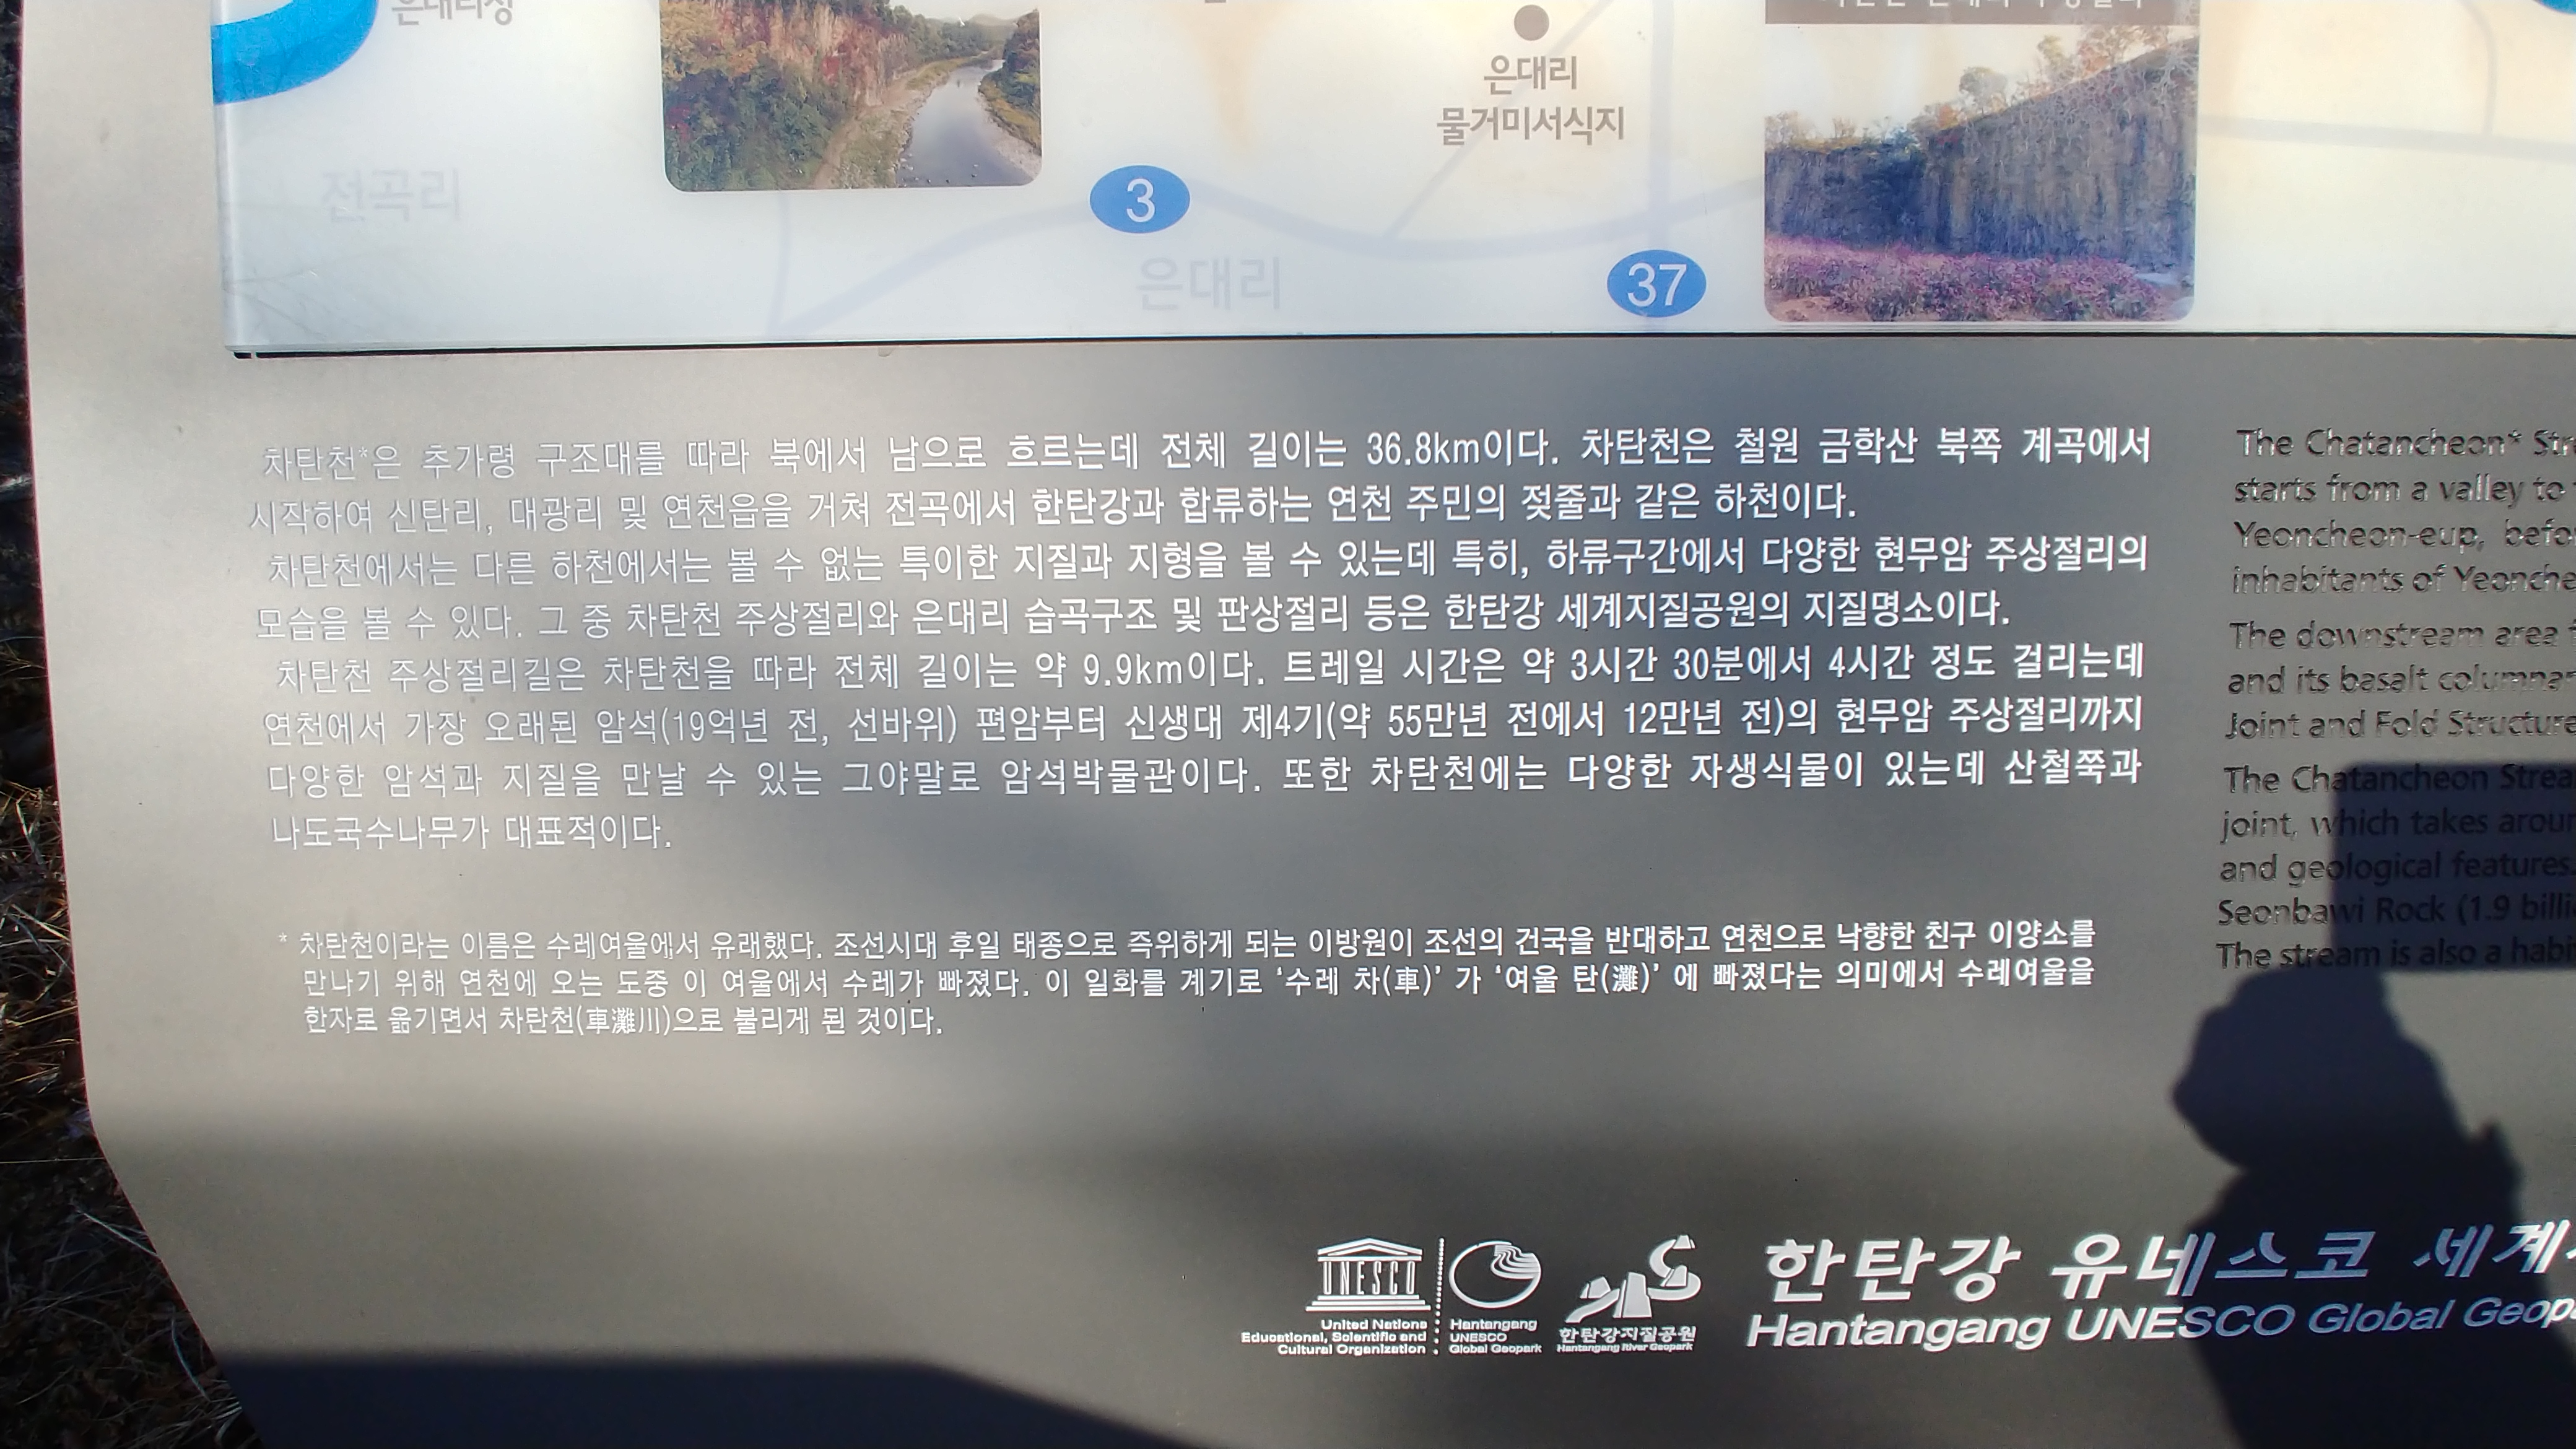 은대리성
은대리
물거미서식지
전곡리
3
은대리
37
차탄천*은 추가령 구조대를 따라 북에서 남으로 흐르는데 전체 길이는 36.8km이다. 차탄천은 철원 금학산 북쪽 계곡에서
시작하여 신탄리, 대광리 및 연천읍을 거쳐 전곡에서 한탄강과 합류하는 연천 주민의 젖줄과 같은 하천이다.
차탄천에서는 다른 하천에서는 볼 수 없는 특이한 지질과 지형을 볼 수 있는데 특히, 하류구간에서 다양한 현무암 주상절리의
모습을 볼 수 있다. 그 중 차탄천 주상절리와 은대리 습곡구조 및 판상절리 등은 한탄강 세계지질공원의 지질명소이다.
차탄천 주상절리길은 차탄천을 따라 전체 길이는 약 9.9km이다. 트레일 시간은 약 3시간 30분에서 4시간 정도 걸리는데
연천에서 가장 오래된 암석(19억년 전, 선바위) 편암부터 신생대 제4기(약 55만년 전에서 12만년 전)의 현무암 주상절리까지
다양한 암석과 지질을 만날 수 있는 그야말로 암석박물관이다. 또한 차탄천에는 다양한 자생식물이 있는데 산철쭉과
나도국수나무가 대표적이다.
* 차탄천이라는 이름은 수레여울에서 유래했다. 조선시대 후일 태종으로 즉위하게 되는 이방원이 조선의 건국을 반대하고 연천으로 낙향한 친구 이양소를
만나기 위해 연천에 오는 도중 이 여울에서 수레가 빠졌다. 이 일화를 계기로 ‘수레 차(車)’ 가 ‘여울 탄(灘)’ 에 빠졌다는 의미에서 수레여울을
한자로 옮기면서 차탄천(車灘川)으로 불리게 된 것이다.
The Chatancheon*
starts from a valley to
Yeoncheon-eup,
inhabitants of
The downstream area
and its basalt
Joint and Fold Structure
The Chatancheon
joint, which takes
and geological features.
Seonbawi Rock (1.9
The stream is also a
UNESCO
United Nations
Educational, Scientific and
Cultural Organization
Hantangang
UNESCO
Global Geopark
한탄강지질공원
Hantangang River Geopark
한탄강 유네스코 세계
Hantangang UNESCO Global